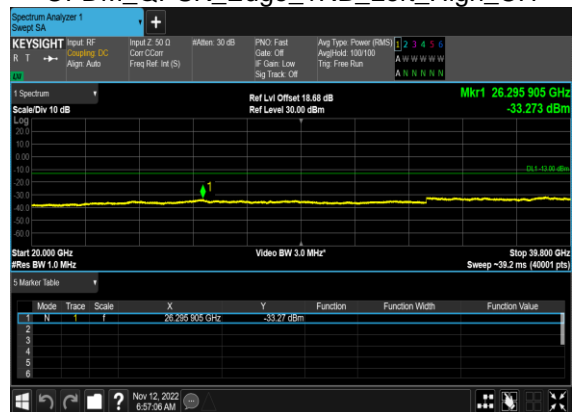 Spectrum Analyzer 1
Swept SA
+
KEYSIGHT Input: RF Input Z: 50 Ω #Atten: 30 dB PNO: Fast Avg Type: Power (RMS) 1 2 3 4 5 6
R T Coupling: DC Corr CCorr Gate: Off Avg|Hold: 100/100 A W W W W W
Align: Auto Freq Ref: Int (S) IF Gain: Low Trig: Free Run
LW Sig Track: Off A N N N N N
1 Spectrum Ref Lvl Offset 18.68 dB Mkr1 26.295 905 GHz
Scale/Div 10 dB Ref Level 30.00 dBm -33.273 dBm
Log
20.0
10.0
0.00
-10.0 DL1 -13.00 dBm
-20.0 1
-30.0
-40.0
-50.0
-60.0
Start 20.000 GHz Video BW 3.0 MHz* Stop 39.800 GHz
#Res BW 1.0 MHz Sweep ~39.2 ms (40001 pts)
5 Marker Table
Mode Trace Scale X Y Function Function Width Function Value
1 N 1 f 26.295 905 GHz -33.27 dBm
2
3
4
5
6
? Nov 12, 2022
6:57:06 AM